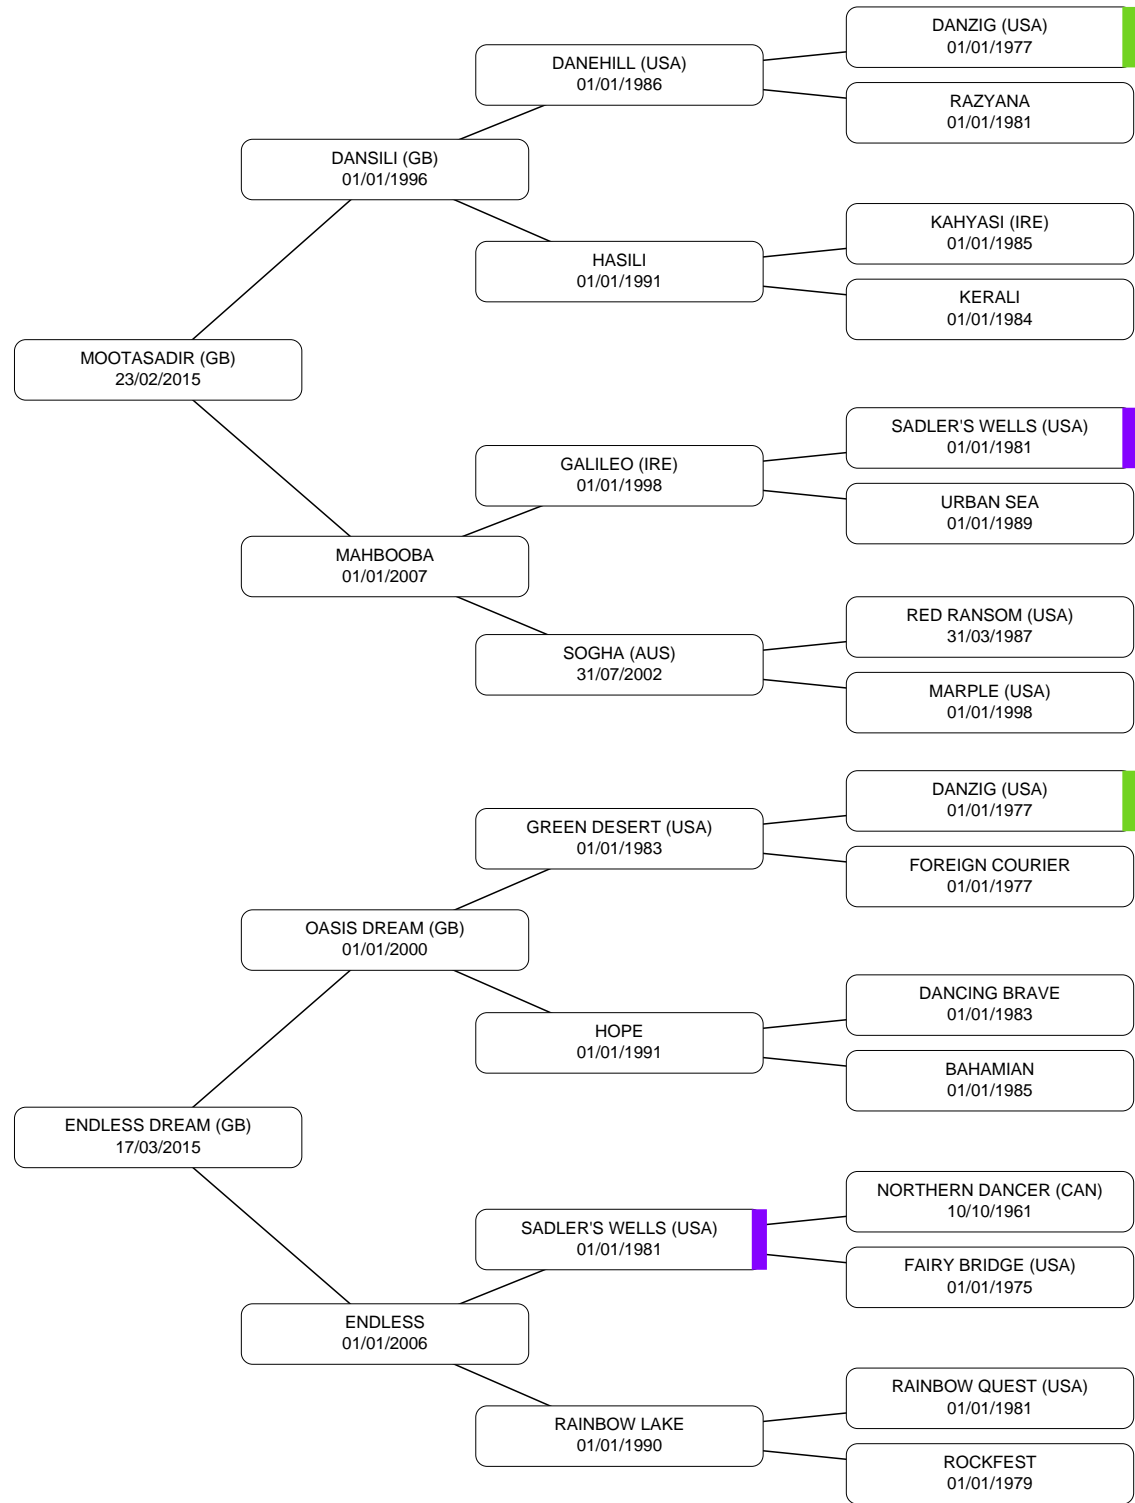 DANZIG (USA)
01/01/1977
DANEHILL (USA)
01/01/1986
RAZYANA
01/01/1981
DANSILI (GB)
01/01/1996
KAHYASI (IRE)
01/01/1985
HASILI
01/01/1991
KERALI
01/01/1984
MOOTASADIR (GB)
23/02/2015
SADLER'S WELLS (USA)
01/01/1981
GALILEO (IRE)
01/01/1998
URBAN SEA
01/01/1989
MAHBOOBA
01/01/2007
RED RANSOM (USA)
31/03/1987
SOGHA (AUS)
31/07/2002
MARPLE (USA)
01/01/1998
DANZIG (USA)
01/01/1977
GREEN DESERT (USA)
01/01/1983
FOREIGN COURIER
01/01/1977
OASIS DREAM (GB)
01/01/2000
DANCING BRAVE
01/01/1983
HOPE
01/01/1991
BAHAMIAN
01/01/1985
ENDLESS DREAM (GB)
17/03/2015
NORTHERN DANCER (CAN)
10/10/1961
SADLER'S WELLS (USA)
01/01/1981
FAIRY BRIDGE (USA)
01/01/1975
ENDLESS
01/01/2006
RAINBOW QUEST (USA)
01/01/1981
RAINBOW LAKE
01/01/1990
ROCKFEST
01/01/1979